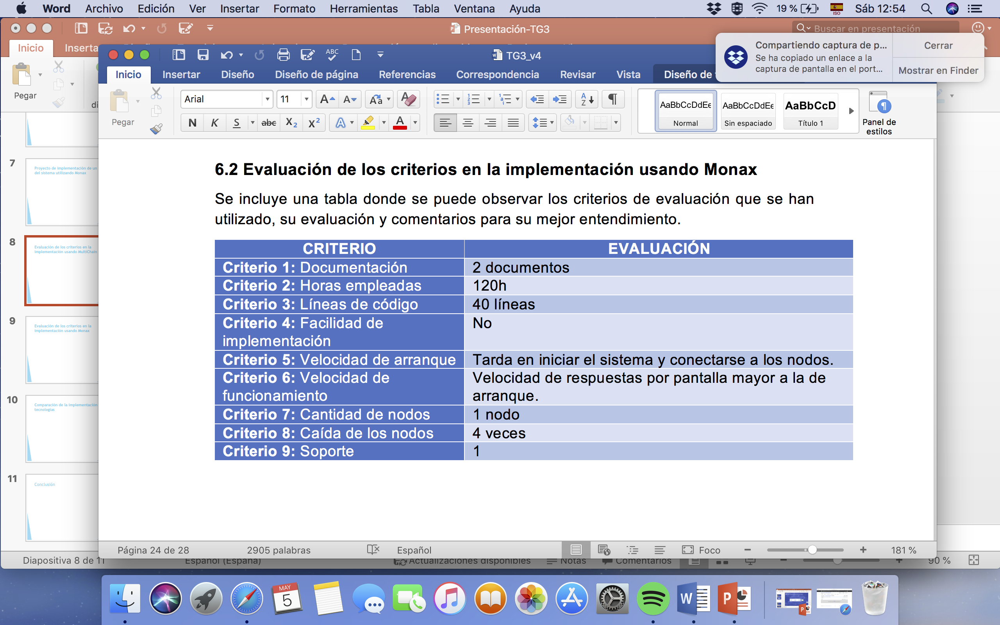 Word Archivo Edición Ver Insertar Formato Herramientas Tabla Ventana Ayuda 19 % ISO Sáb 12:54
Presentación-TG3
Buscar en presentación
Inicio
Pegar
TG3_v4
Compartiendo captura de p...
Se ha copiado un enlace a la
captura de pantalla en el port...
Cerrar
Mostrar en Finder
Inicio Insertar Diseño Diseño de página Referencias Correspondencia Revisar Vista Diseño de
Pegar
Arial 11
N K S abc X2 X2 A A
AaBbCcDdEe AaBbCcDdEe AaBbCcD
Normal Sin espaciado Título 1
Panel de
estilos
7
Proyecto de implementación de un
del sistema utilizando Monax
8
Evaluación de los criterios en la
implementación usando MultiChain
9
Evaluación de los criterios en la
implementación usando Monax
10
Comparación de la implementación
tecnologías
11
Conclusión
6.2 Evaluación de los criterios en la implementación usando Monax
Se incluye una tabla donde se puede observar los criterios de evaluación que se han
utilizado, su evaluación y comentarios para su mejor entendimiento.
CRITERIO EVALUACIÓN
Criterio 1: Documentación 2 documentos
Criterio 2: Horas empleadas 120h
Criterio 3: Líneas de código 40 líneas
Criterio 4: Facilidad de No
implementación
Criterio 5: Velocidad de arranque Tarda en iniciar el sistema y conectarse a los nodos.
Criterio 6: Velocidad de Velocidad de respuestas por pantalla mayor a la de
funcionamiento arranque.
Criterio 7: Cantidad de nodos 1 nodo
Criterio 8: Caída de los nodos 4 veces
Criterio 9: Soporte 1
Página 24 de 28 2905 palabras Español Foco 181 %
Diapositiva 8 de 11 Español (España) Actualizaciones disponibles Notas Comentarios 90 %
MAY
5
W
P